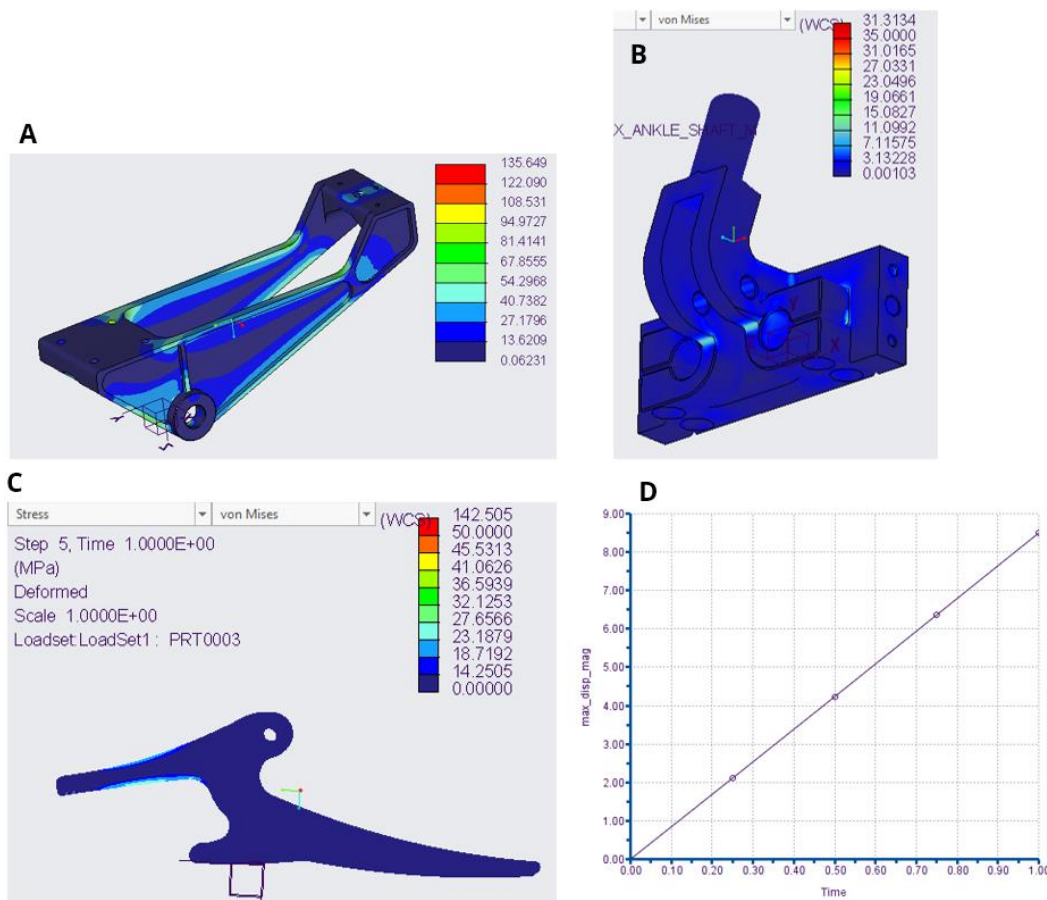 A
135.649
122.090
108.531
94.9727
81.4141
67.8555
54.2968
40.7382
27.1796
13.6209
0.06231
B
von Mises
(WCS)
31.3134
35.0000
31.0165
27.0331
23.0496
19.0661
15.0827
11.0992
7.11575
3.13228
0.00103
X_ANKLE_SHAFT_M
Y
X
C
Stress
von Mises
(WCS)
142.505
50.0000
45.5313
41.0626
36.5939
32.1253
27.6566
23.1879
18.7192
14.2505
0.00000
Step 5, Time 1.0000E+00
(MPa)
Deformed
Scale 1.0000E+00
Loadset:LoadSet1 : PRT0003
D
max_disp_mag
9.00
8.00
7.00
6.00
5.00
4.00
3.00
2.00
1.00
0.00
0.00 0.10 0.20 0.30 0.40 0.50 0.60 0.70 0.80 0.90 1.00
Time